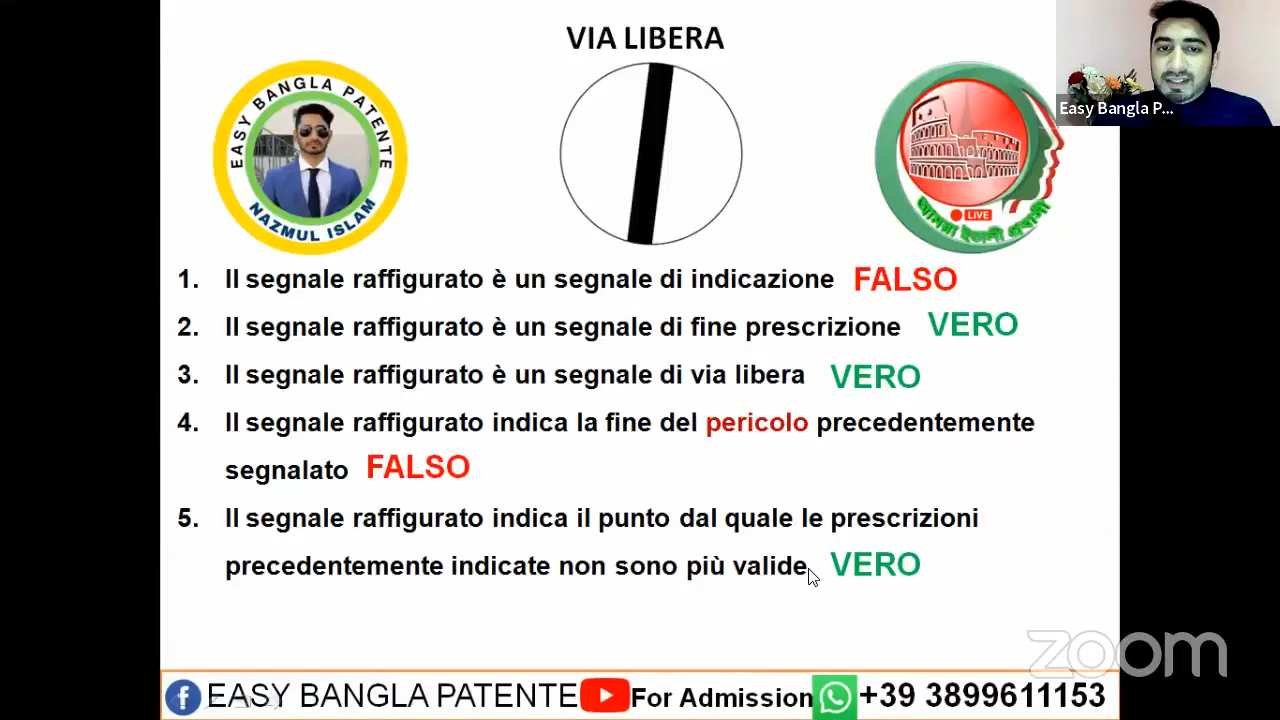 VIA LIBERA
EASY BANGLA PATENTE
NAZMUL ISLAM
LIVE
আমরা ইতালী প্রবাসী
Easy Bangla P...
1. Il segnale raffigurato è un segnale di indicazione FALSO
2. Il segnale raffigurato è un segnale di fine prescrizione VERO
3. Il segnale raffigurato è un segnale di via libera VERO
4. Il segnale raffigurato indica la fine del pericolo precedentemente
segnalato FALSO
5. Il segnale raffigurato indica il punto dal quale le prescrizioni
precedentemente indicate non sono più valide. VERO
zoom
EASY BANGLA PATENTE For Admission +39 3899611153